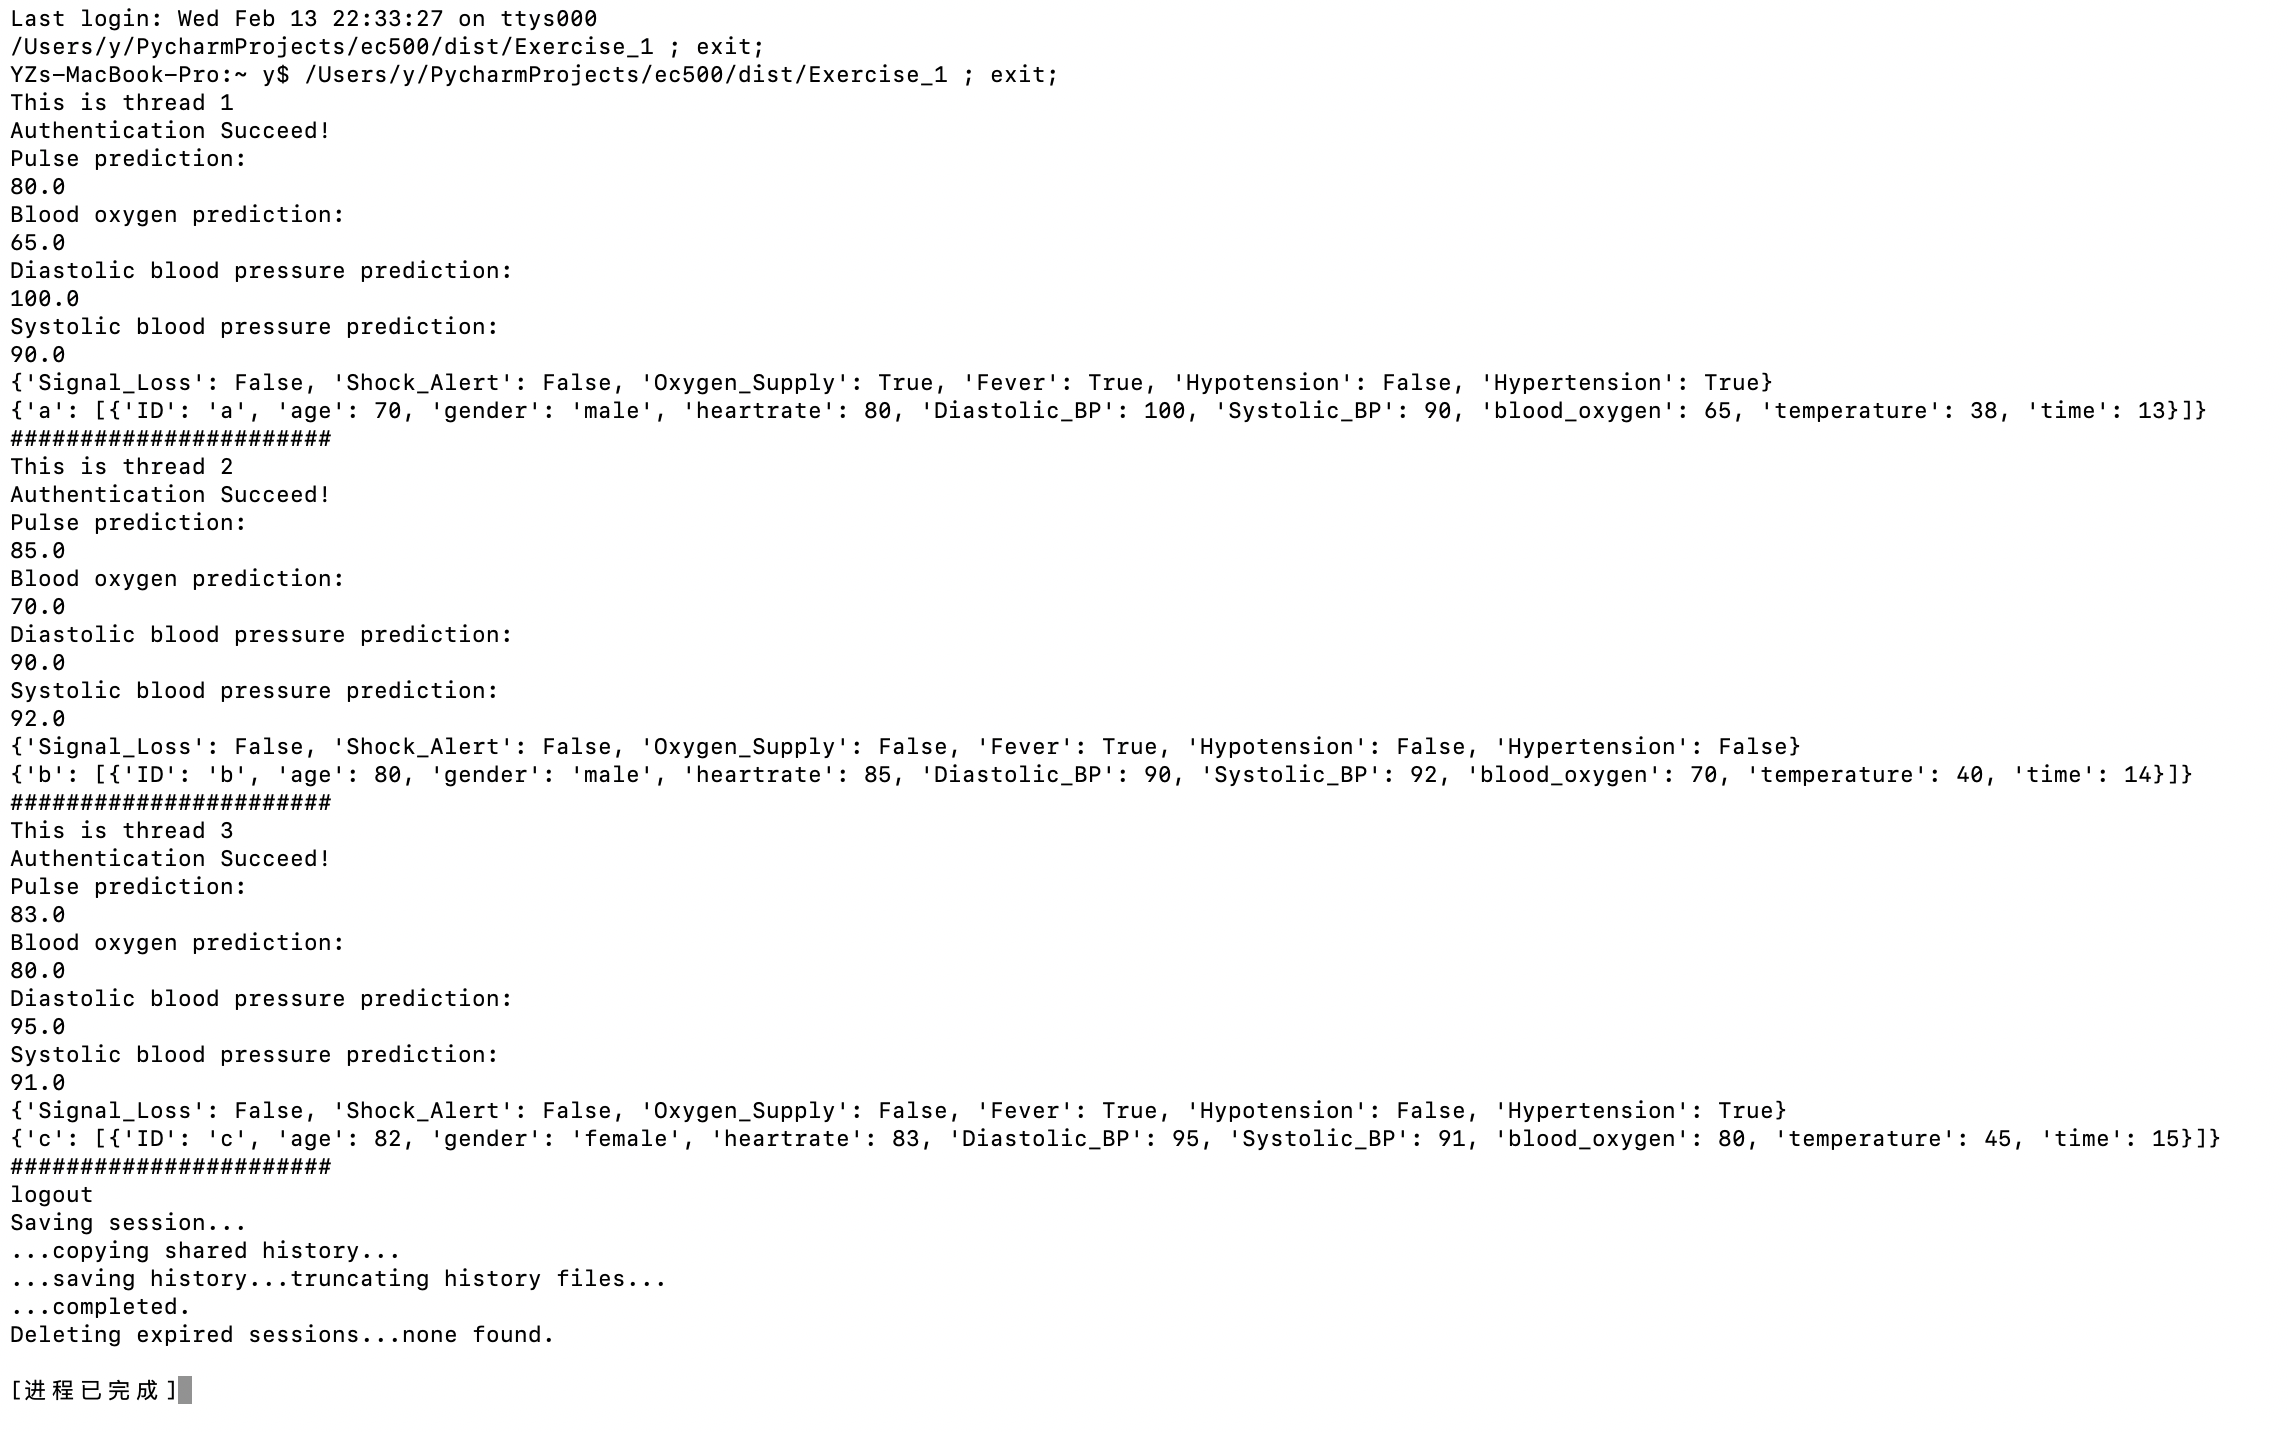 Last login: Wed Feb 13 22:33:27 on ttys000
/Users/y/PycharmProjects/ec500/dist/Exercise_1 ; exit;
YZs-MacBook-Pro:~ y$ /Users/y/PycharmProjects/ec500/dist/Exercise_1 ; exit;
This is thread 1
Authentication Succeed!
Pulse prediction:
80.0
Blood oxygen prediction:
65.0
Diastolic blood pressure prediction:
100.0
Systolic blood pressure prediction:
90.0
{'Signal_Loss': False, 'Shock_Alert': False, 'Oxygen_Supply': True, 'Fever': True, 'Hypotension': False, 'Hypertension': True}
{'a': [{'ID': 'a', 'age': 70, 'gender': 'male', 'heartrate': 80, 'Diastolic_BP': 100, 'Systolic_BP': 90, 'blood_oxygen': 65, 'temperature': 38, 'time': 13}]}
#######################
This is thread 2
Authentication Succeed!
Pulse prediction:
85.0
Blood oxygen prediction:
70.0
Diastolic blood pressure prediction:
90.0
Systolic blood pressure prediction:
92.0
{'Signal_Loss': False, 'Shock_Alert': False, 'Oxygen_Supply': False, 'Fever': True, 'Hypotension': False, 'Hypertension': False}
{'b': [{'ID': 'b', 'age': 80, 'gender': 'male', 'heartrate': 85, 'Diastolic_BP': 90, 'Systolic_BP': 92, 'blood_oxygen': 70, 'temperature': 40, 'time': 14}]}
#######################
This is thread 3
Authentication Succeed!
Pulse prediction:
83.0
Blood oxygen prediction:
80.0
Diastolic blood pressure prediction:
95.0
Systolic blood pressure prediction:
91.0
{'Signal_Loss': False, 'Shock_Alert': False, 'Oxygen_Supply': False, 'Fever': True, 'Hypotension': False, 'Hypertension': True}
{'c': [{'ID': 'c', 'age': 82, 'gender': 'female', 'heartrate': 83, 'Diastolic_BP': 95, 'Systolic_BP': 91, 'blood_oxygen': 80, 'temperature': 45, 'time': 15}]}
#######################
logout
Saving session...
...copying shared history...
...saving history...truncating history files...
...completed.
Deleting expired sessions...none found.
[进程已完成]